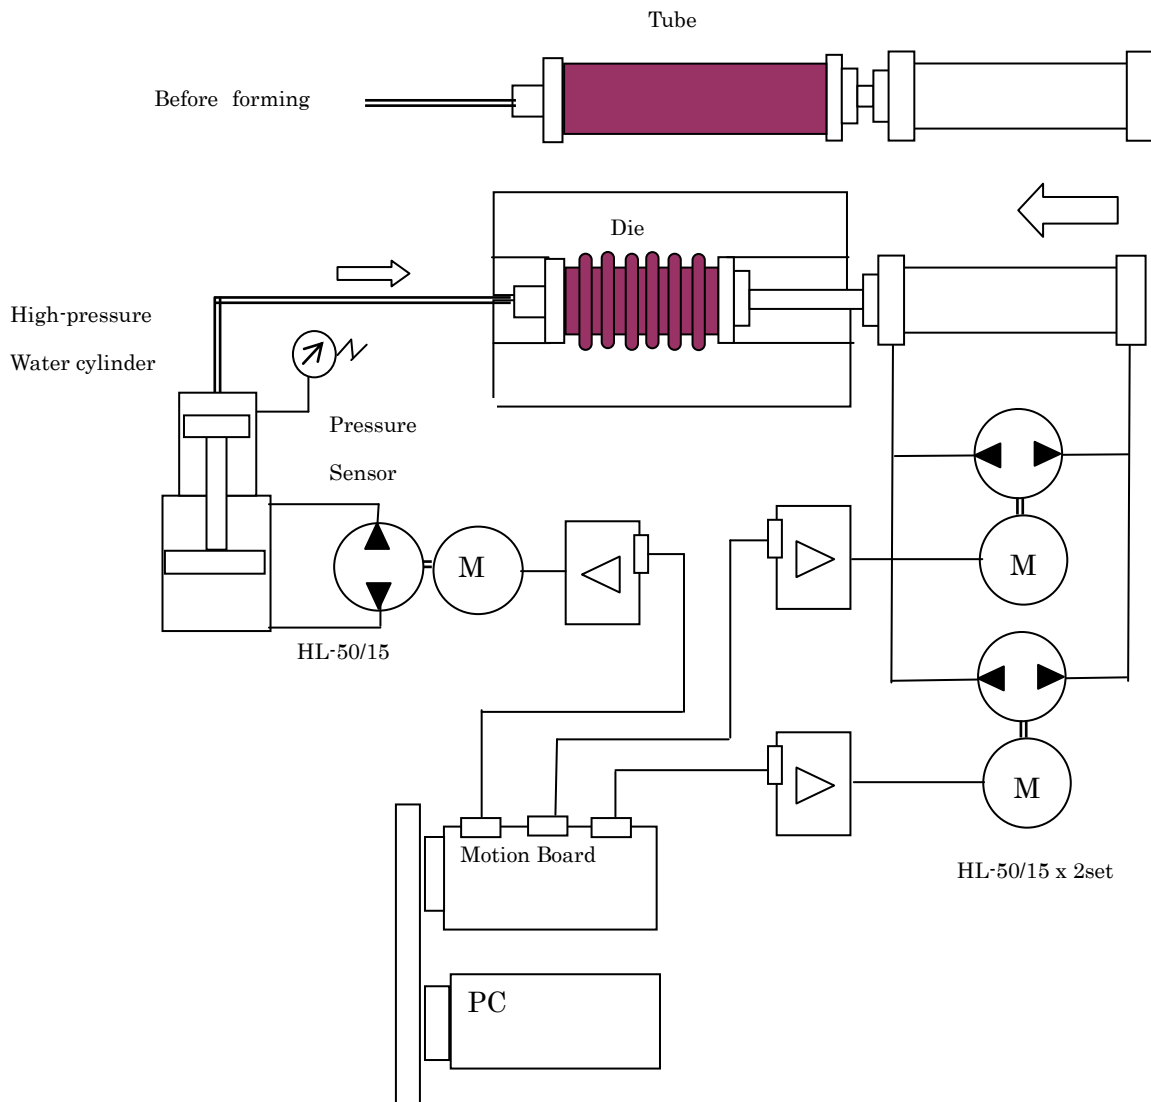 Tube
Before forming
Die
High-pressure
Water cylinder
Pressure
Sensor
M
M
HL-50/15
M
Motion Board
HL-50/15 x 2set
PC